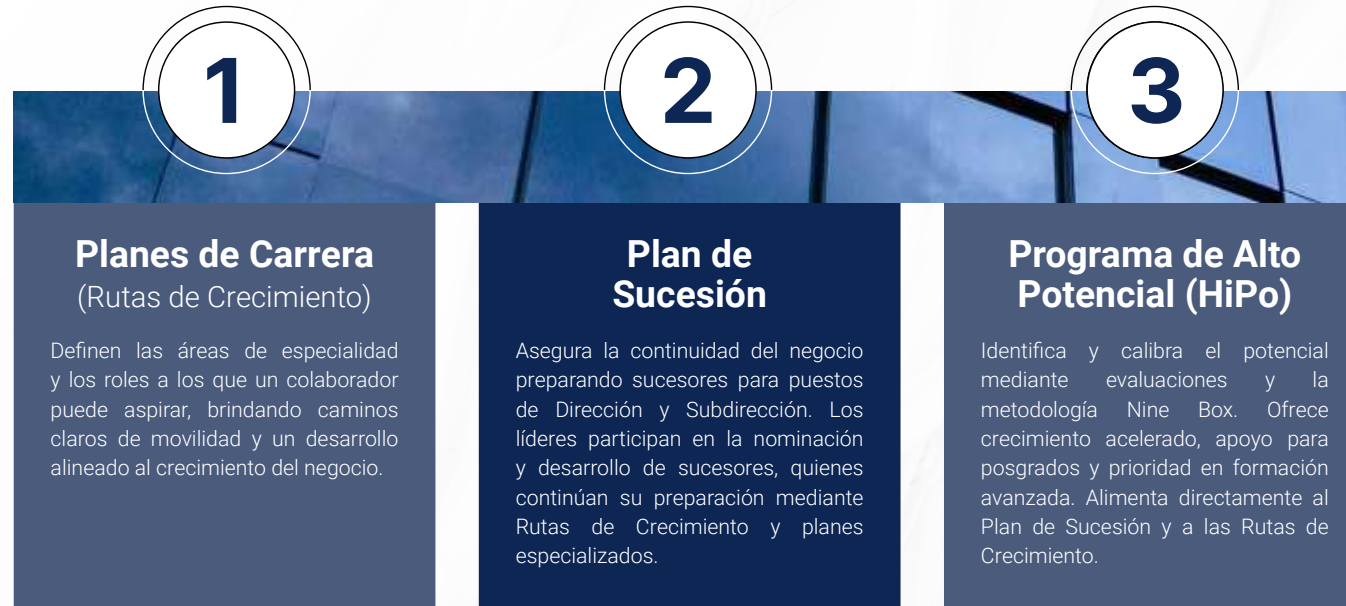 1
Planes de Carrera
(Rutas de Crecimiento)
Definen las áreas de especialidad
y los roles a los que un colaborador
puede aspirar, brindando caminos
claros de movilidad y un desarrollo
alineado al crecimiento del negocio.
2
Plan de
Sucesión
Asegura la continuidad del negocio
preparando sucesores para puestos
de Dirección y Subdirección. Los
líderes participan en la nominación
y desarrollo de sucesores, quienes
continúan su preparación mediante
Rutas de Crecimiento y planes
especializados.
3
Programa de Alto
Potencial (HiPo)
Identifica y calibra el potencial
mediante evaluaciones y la
metodología Nine Box. Ofrece
crecimiento acelerado, apoyo para
posgrados y prioridad en formación
avanzada. Alimenta directamente al
Plan de Sucesión y a las Rutas de
Crecimiento.